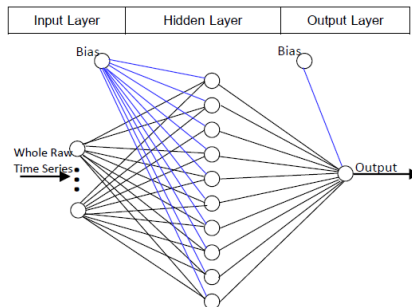 Input Layer Hidden Layer Output Layer
Bias
Bias
Whole Raw
Time Series
Output